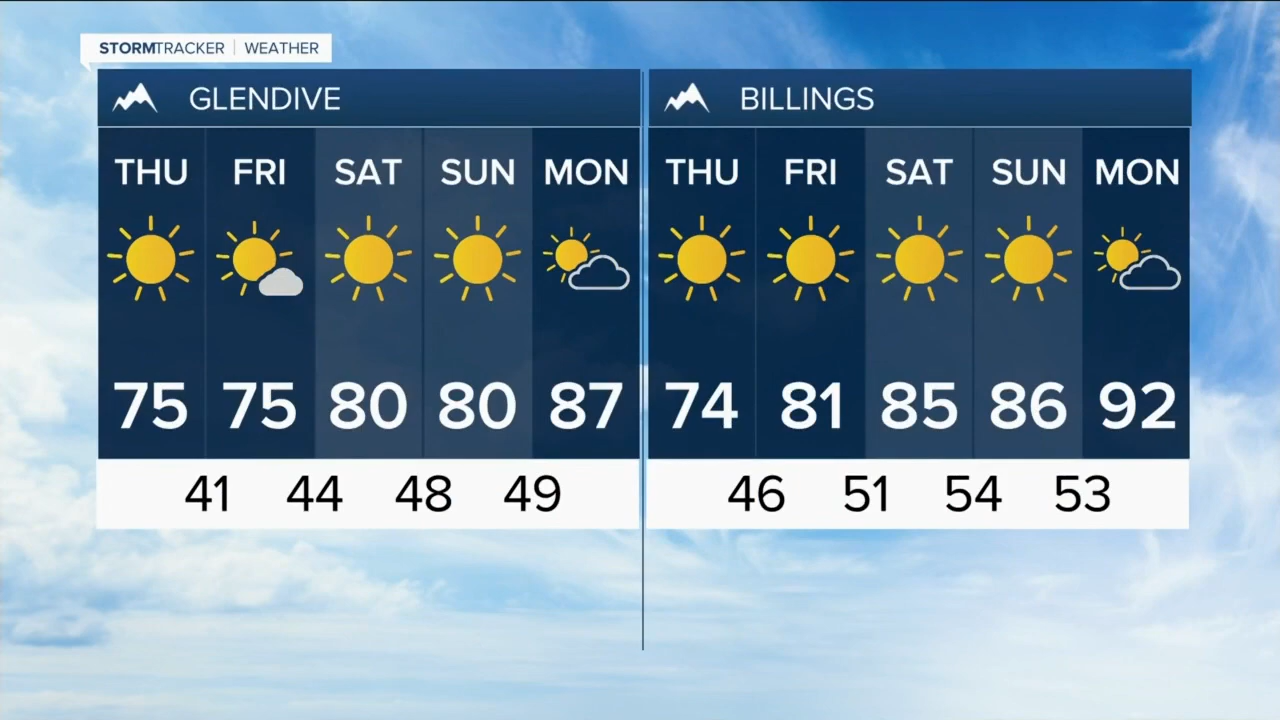 STORMTRACKER | WEATHER
GLENDIVE
THU FRI SAT SUN MON
75 75 80 80 87
41 44 48 49
BILLINGS
THU FRI SAT SUN MON
74 81 85 86 92
46 51 54 53